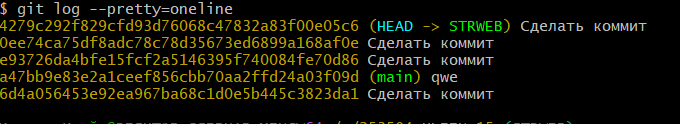 $ git log --pretty=oneline
4279c292f829cfd93d76068c47832a83f00e05c6 (HEAD -> STRWEB) Сделать коммит
0ee74ca75df8adc78c78d35673ed6899a168af0e Сделать коммит
e93726da4bfe15fcf2a5146395f740084fe70d86 Сделать коммит
a47bb9e83e2a1ceef856cbb70aa2ffd24a03f09d (main) qwe
6d4a056453e92ea967ba68c1d0e5b445c3823da1 Сделать коммит